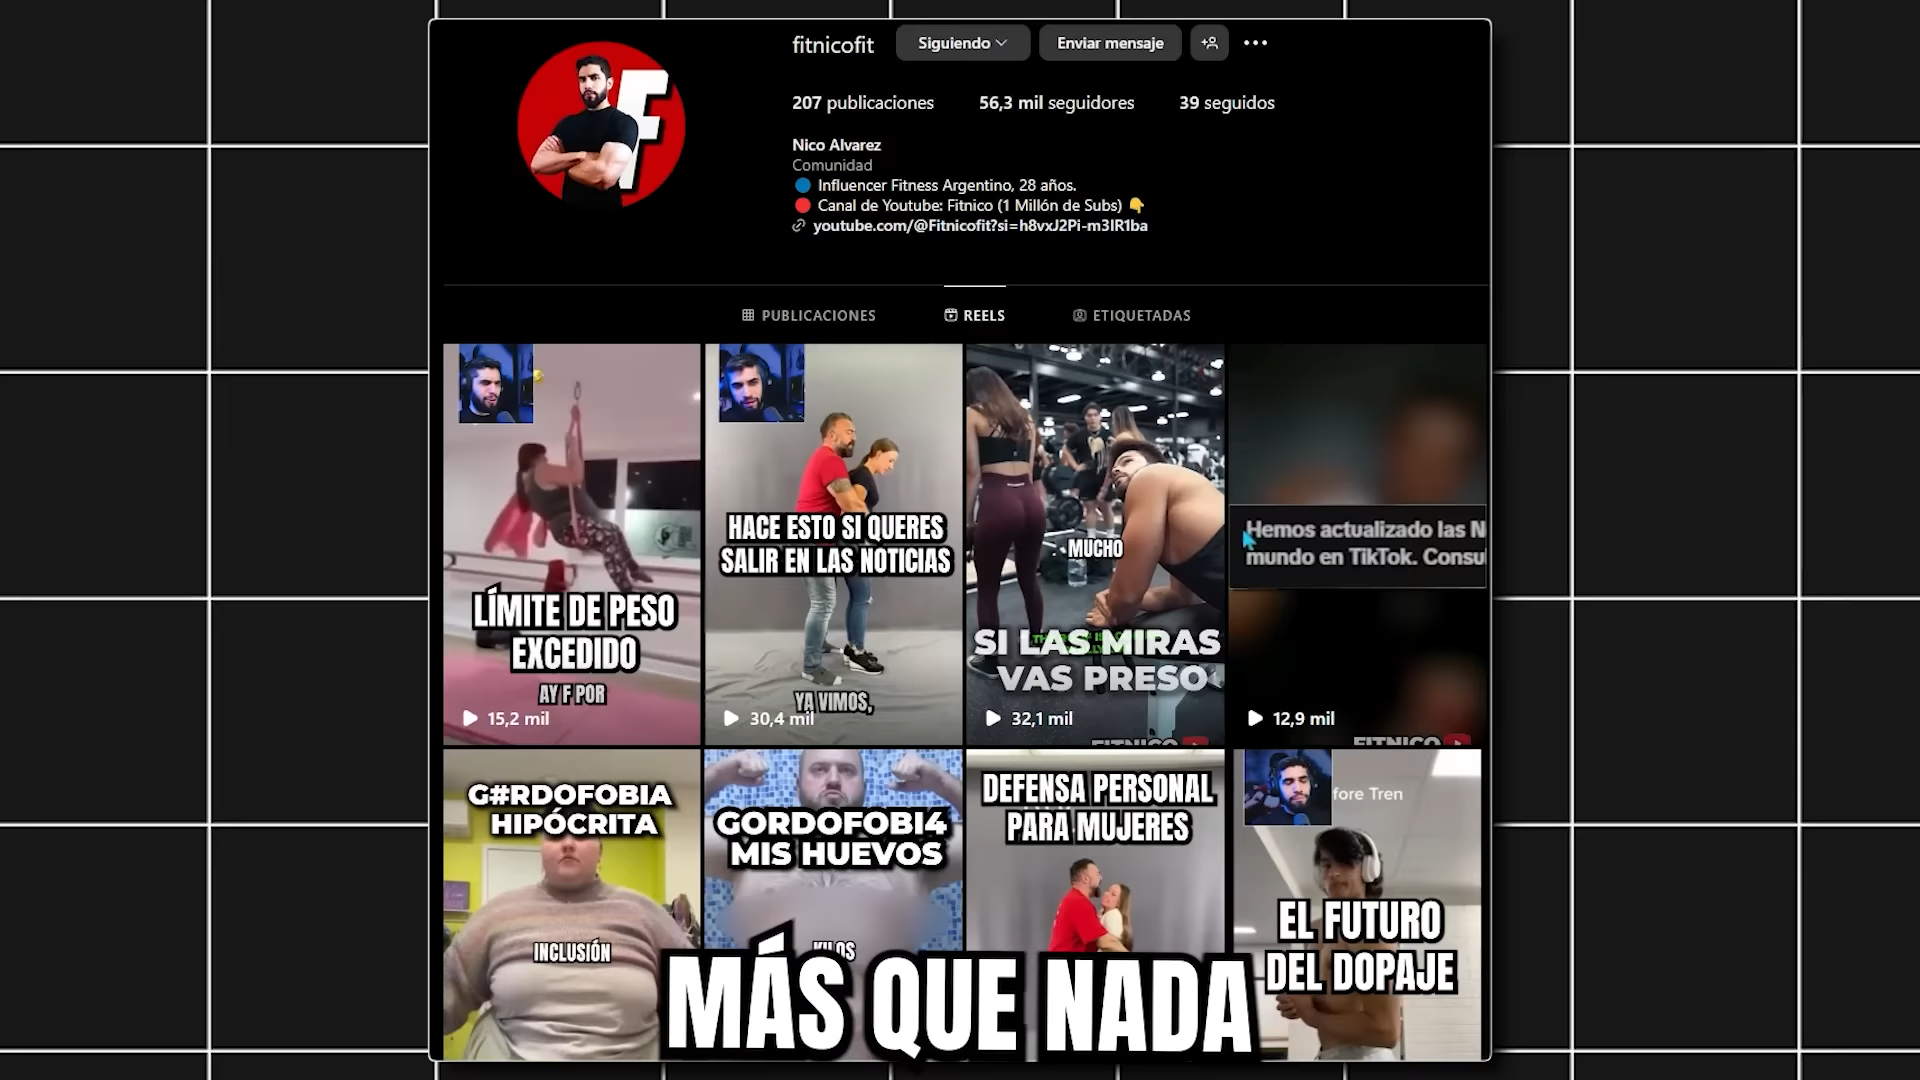 fitnicofit
Siguiendo
Enviar mensaje
207 publicaciones
56,3 mil seguidores
39 seguidos
Nico Alvarez
Comunidad
Influencer Fitness Argentino, 28 años.
Canal de Youtube: Fitnico (1 Millón de Subs)
youtube.com/@Fitnicofit?si=h8vxJ2Pi-m3IR1ba
PUBLICACIONES
REELS
ETIQUETADAS
LÍMITE DE PESO
EXCEDIDO
AY F POR
15,2 mil
HACE ESTO SI QUERES
SALIR EN LAS NOTICIAS
YA VIMOS,
30,4 mil
MUCHO
SI LAS MIRAS
VAS PRESO
32,1 mil
FITNICO
Hemos actualizado las N
mundo en TikTok. Consu
12,9 mil
FITNICO
G#RDOFOBIA
HIPÓCRITA
INCLUSIÓN
GORDOFOBI4
MIS HUEVOS
KILOS
DEFENSA PERSONAL
PARA MUJERES
fore Tren
EL FUTURO
DEL DOPAJE
MÁS QUE NADA